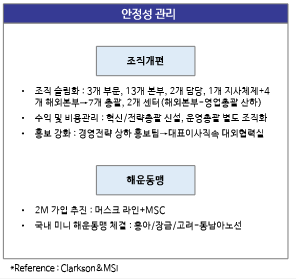 안정성 관리
조직개편
• 조직 슬림화 : 3개 부문, 13개 본부, 2개 담당, 1개 지사체제+4
개 해외본부→7개 총괄, 2개 센터(해외본부-영업총괄 산하)
• 수익 및 비용관리 : 혁신/전략총괄 신설, 운영총괄 별도 조직화
• 홍보 강화 : 경영전략 상하 홍보팀→대표이사직속 대외협력실
해운동맹
• 2M 가입 추진 : 머스크 라인+MSC
• 국내 미니 해운동맹 체결 : 흥아/장금/고려-동남아노선
*Reference : Clarkson&MSI